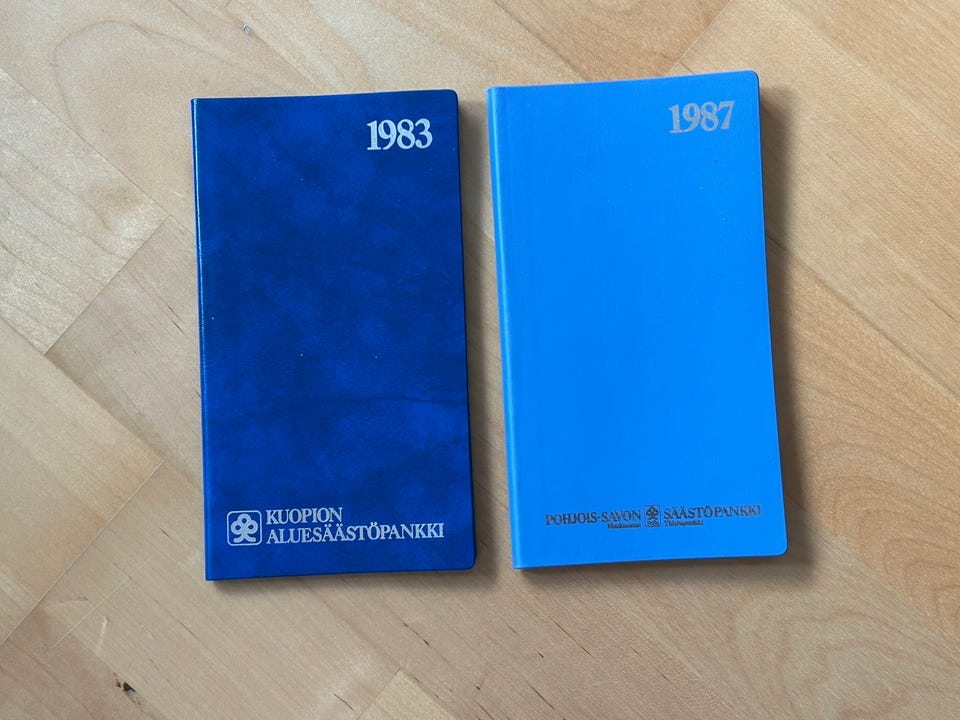 1983
KUOPION
ALUESÄÄSTÖPANKKI
1987
POHJOIS-SAVON SÄÄSTÖPANKKI